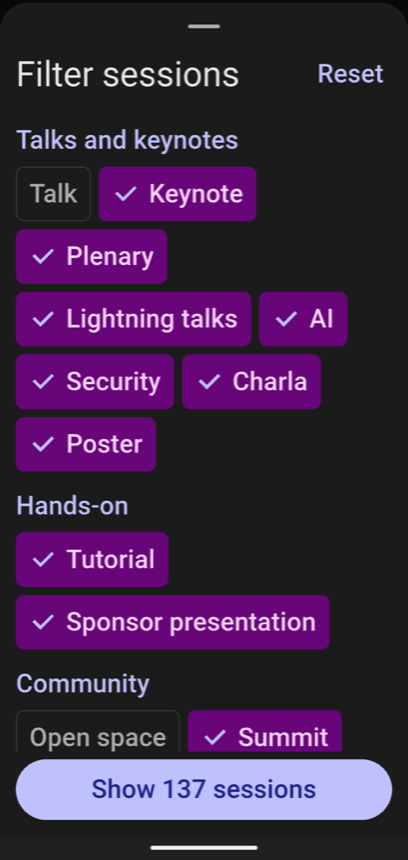 Filter sessions Reset
Talks and keynotes
Talk Keynote
Plenary
Lightning talks AI
Security Charla
Poster
Hands-on
Tutorial
Sponsor presentation
Community
Open space Summit
Show 137 sessions